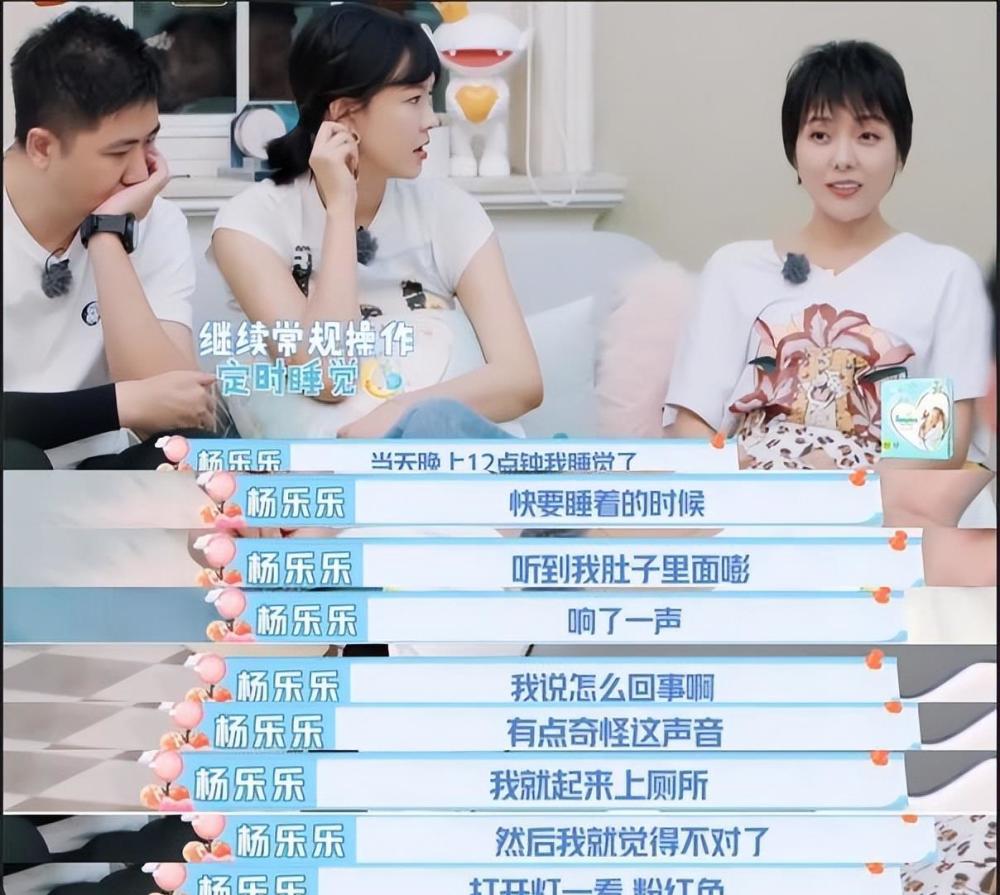 继续常规操作
定时睡觉
杨乐乐 当天晚上12点钟我睡觉了
杨乐乐 快要睡着的时候
杨乐乐 听到我肚子里面嘭
杨乐乐 响了一声
杨乐乐 我说怎么回事啊
杨乐乐 有点奇怪这声音
杨乐乐 我就起来上厕所
杨乐乐 然后我就觉得不对了
杨乐乐 打开灯一看 粉红色